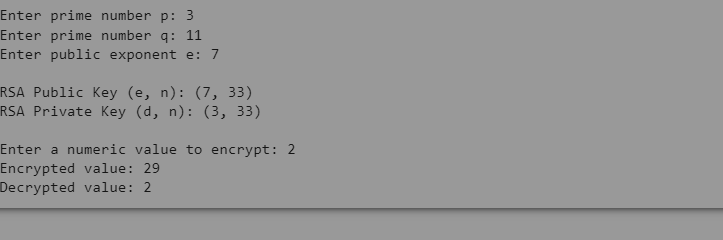 Enter prime number p: 3
Enter prime number q: 11
Enter public exponent e: 7
RSA Public Key (e, n): (7, 33)
RSA Private Key (d, n): (3, 33)
Enter a numeric value to encrypt: 2
Encrypted value: 29
Decrypted value: 2